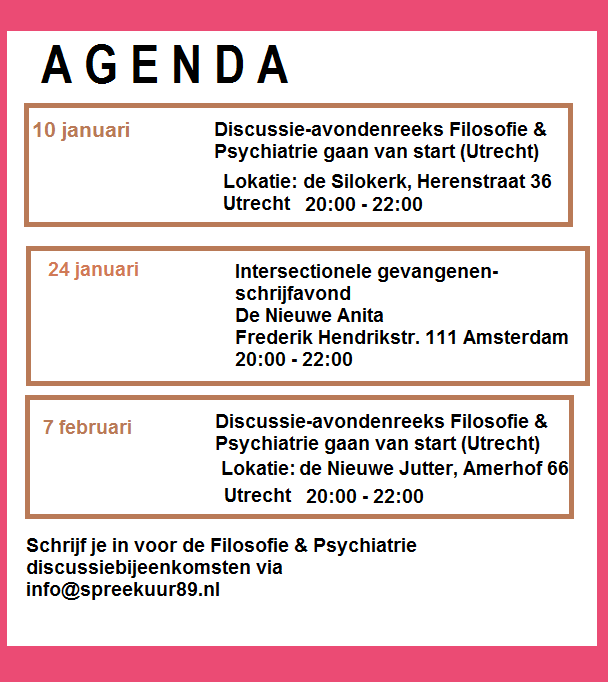 AGENDA
10 januari
Discussie-avondenreeks Filosofie &
Psychiatrie gaan van start (Utrecht)
Lokatie: de Silokerk, Herenstraat 36
Utrecht 20:00 - 22:00
24 januari
Intersectionele gevangenen-
schrijfavond
De Nieuwe Anita
Frederik Hendrikstr. 111 Amsterdam
20:00 - 22:00
7 februari
Discussie-avondenreeks Filosofie &
Psychiatrie gaan van start (Utrecht)
Lokatie: de Nieuwe Jutter, Amerhof 66
Utrecht 20:00 - 22:00
Schrijf je in voor de Filosofie & Psychiatrie
discussiebijeenkomsten via
info@spreekuur89.nl